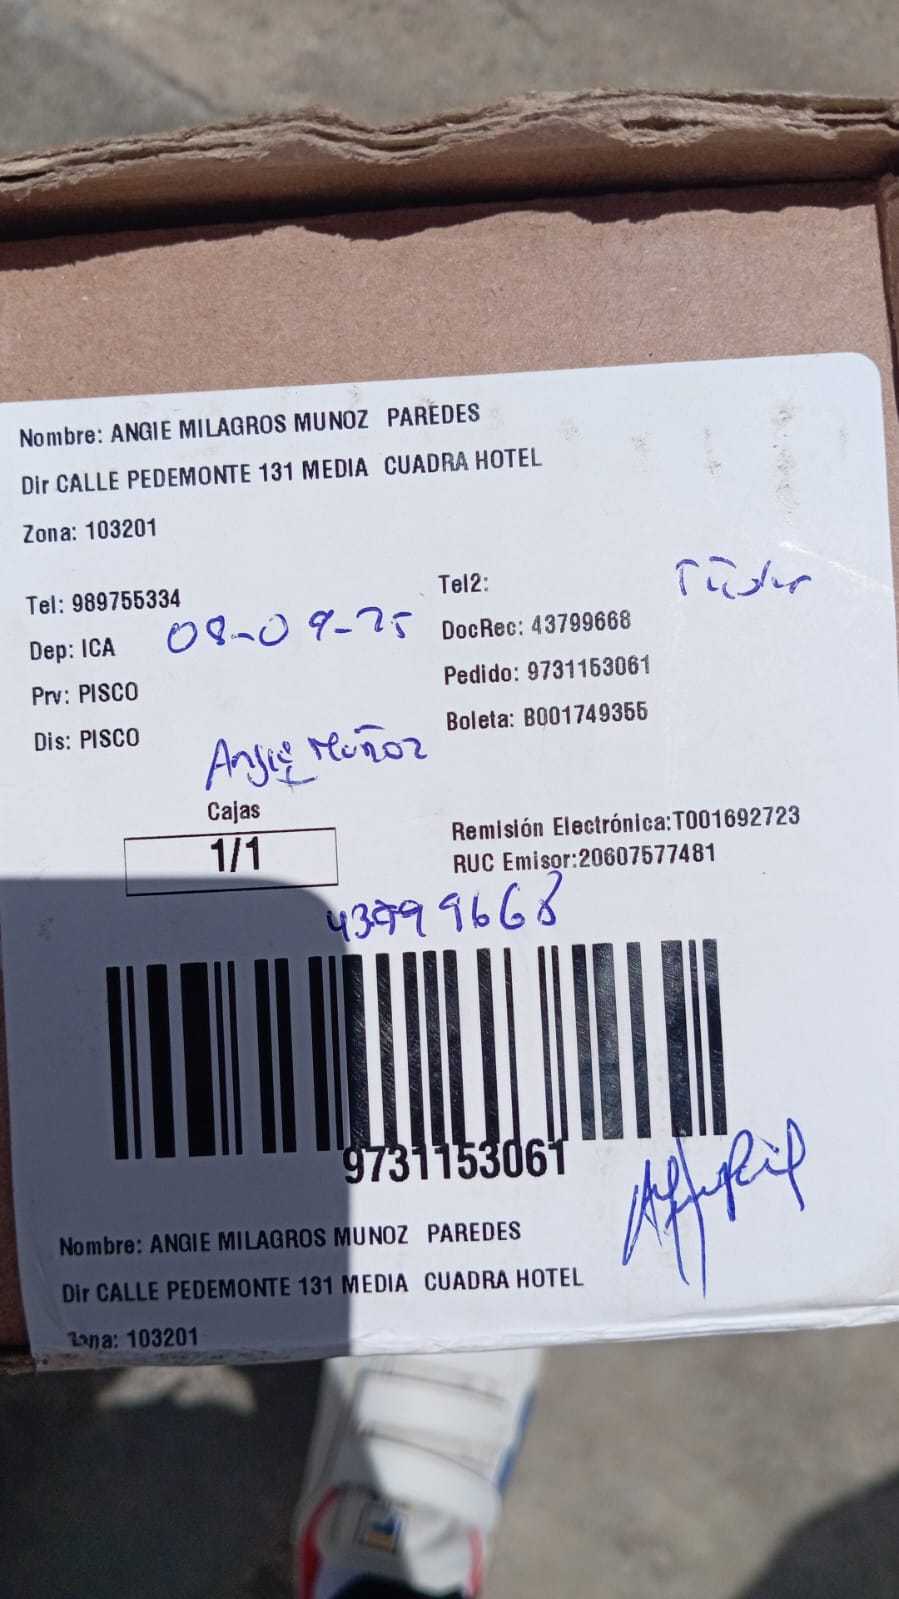 Nombre: ANGIE MILAGROS MUNOZ PAREDES
Dir CALLE PEDEMONTE 131 MEDIA CUADRA HOTEL
Zona: 103201
Tel: 989755334
Tel2:
Titular
Dep: ICA
08-09-25
DocRec: 43799668
Prv: PISCO
Pedido: 9731153061
Dis: PISCO
Boleta: B001749355
Angie Muñoz
Cajas
1/1
Remisión Electrónica:T001692723
RUC Emisor:20607577481
43799668
9731153061
Nombre: ANGIE MILAGROS MUNOZ PAREDES
Dir CALLE PEDEMONTE 131 MEDIA CUADRA HOTEL
Zona: 103201